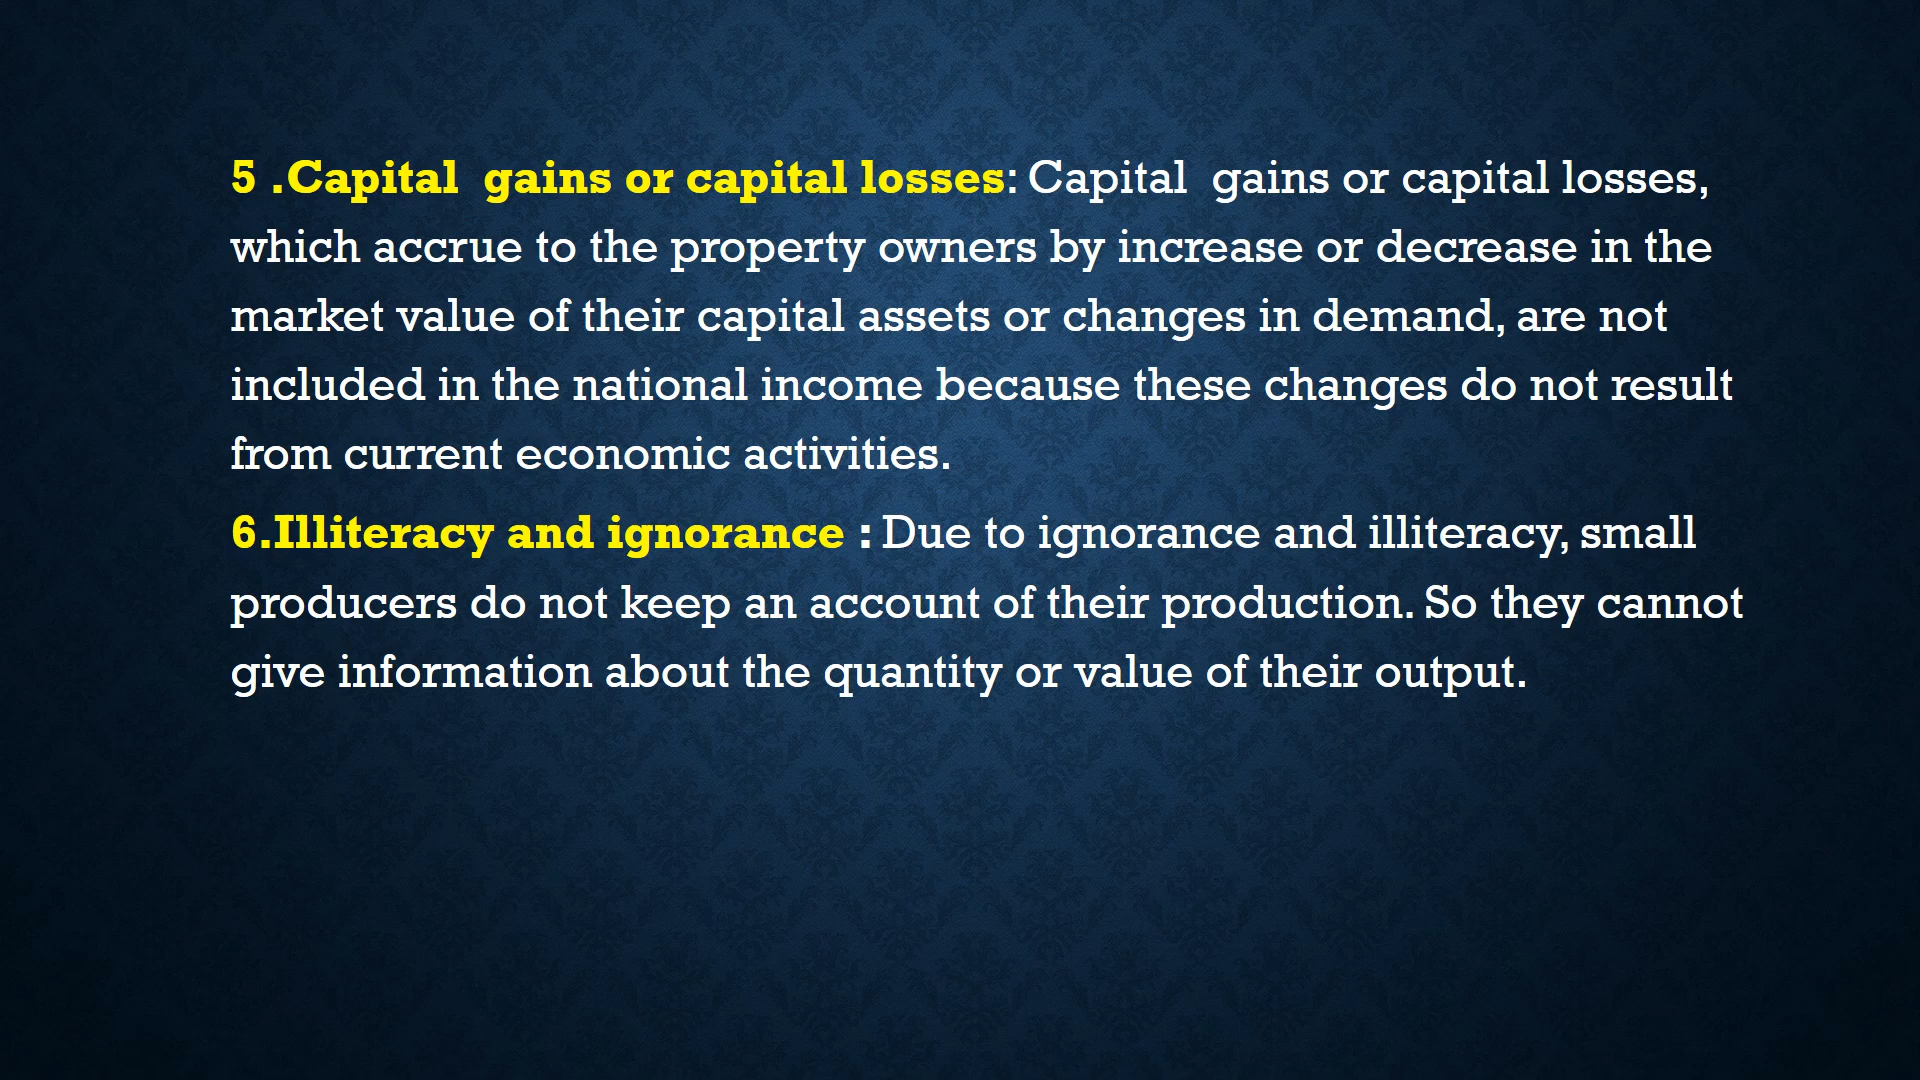 5 .Capital  gains or capital losses: Capital  gains or capital losses,
which accrue to the property owners by increase or decrease in the
market value of their capital assets or changes in demand, are not
included in the national income because these changes do not result
from current economic activities.
6.Illiteracy and ignorance : Due to ignorance and illiteracy, small
producers do not keep an account of their production. So they cannot
give information about the quantity or value of their output.